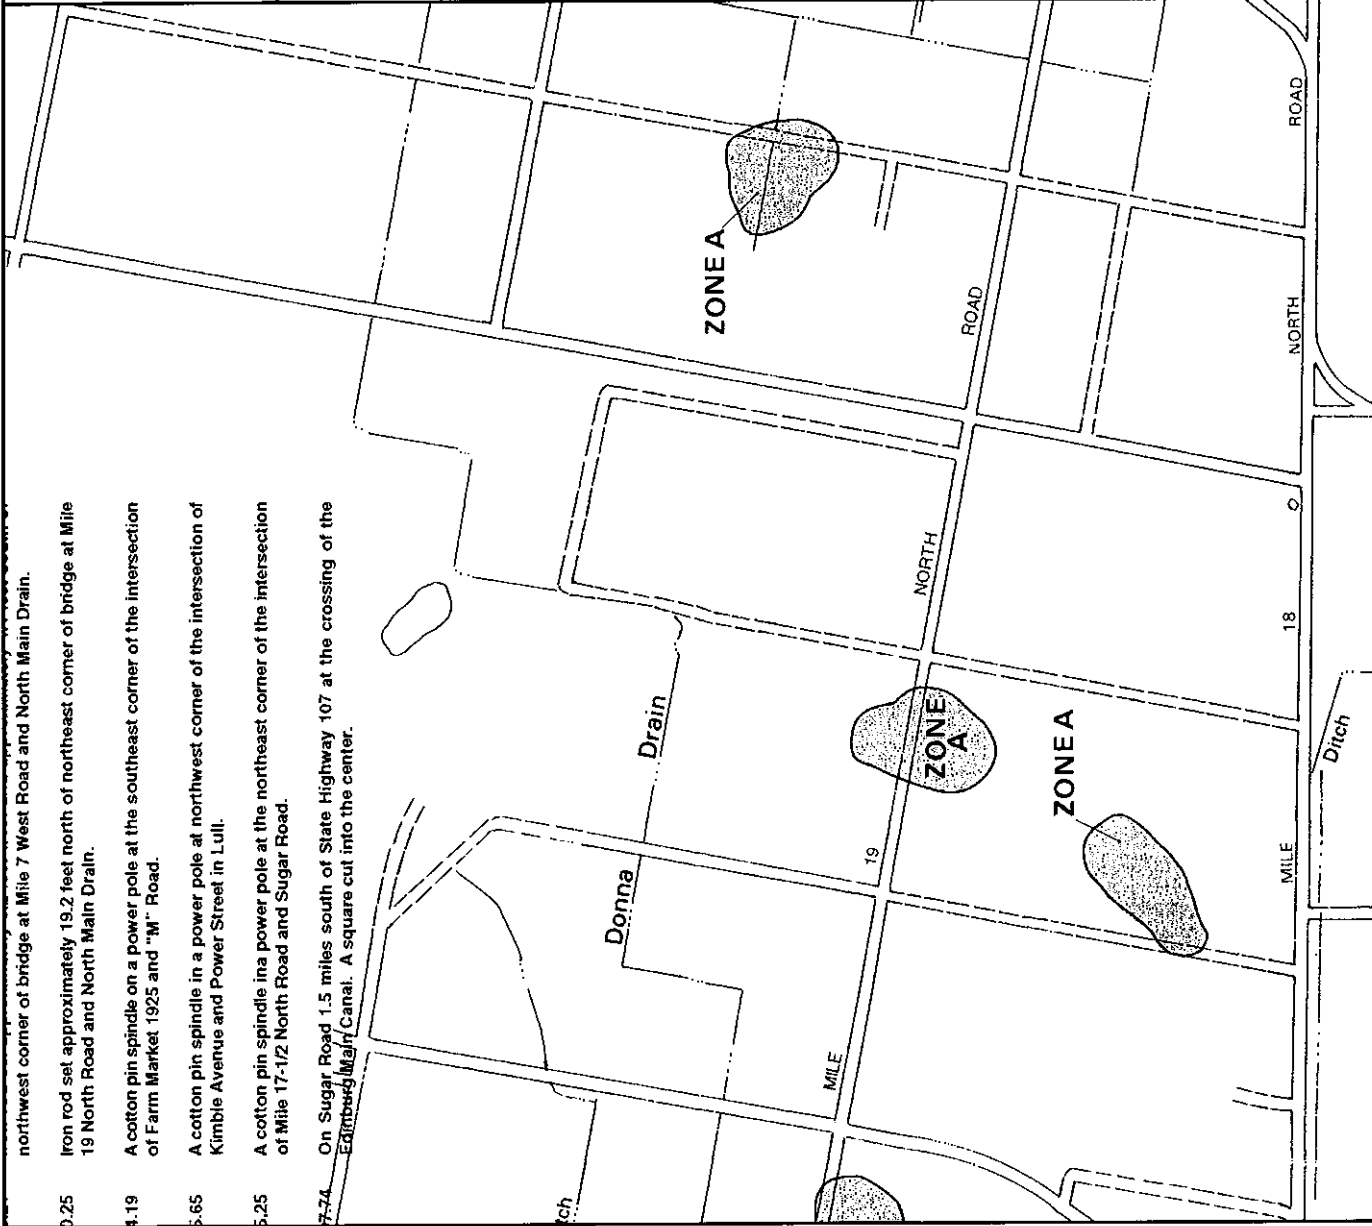 northwest corner of bridge at Mile 7 West Road and North Main Drain.
0.25 Iron rod set approximately 19.2 feet north of northeast corner of bridge at Mile
19 North Road and North Main Drain.
4.19 A cotton pin spindle on a power pole at the southeast corner of the intersection
of Farm Market 1925 and "M" Road.
5.65 A cotton pin spindle in a power pole at northwest corner of the intersection of
Kimble Avenue and Power Street in Lull.
5.25 A cotton pin spindle ina power pole at the northeast corner of the intersection
of Mile 17-1/2 North Road and Sugar Road.
7.74 On Sugar Road 1.5 miles south of State Highway 107 at the crossing of the
Edinburg Main Canal. A square cut into the center.
tch
Donna Drain
ZONE A
MILE 19 NORTH ROAD
ZONE
A
ZONE A
MILE 18 NORTH ROAD
Ditch